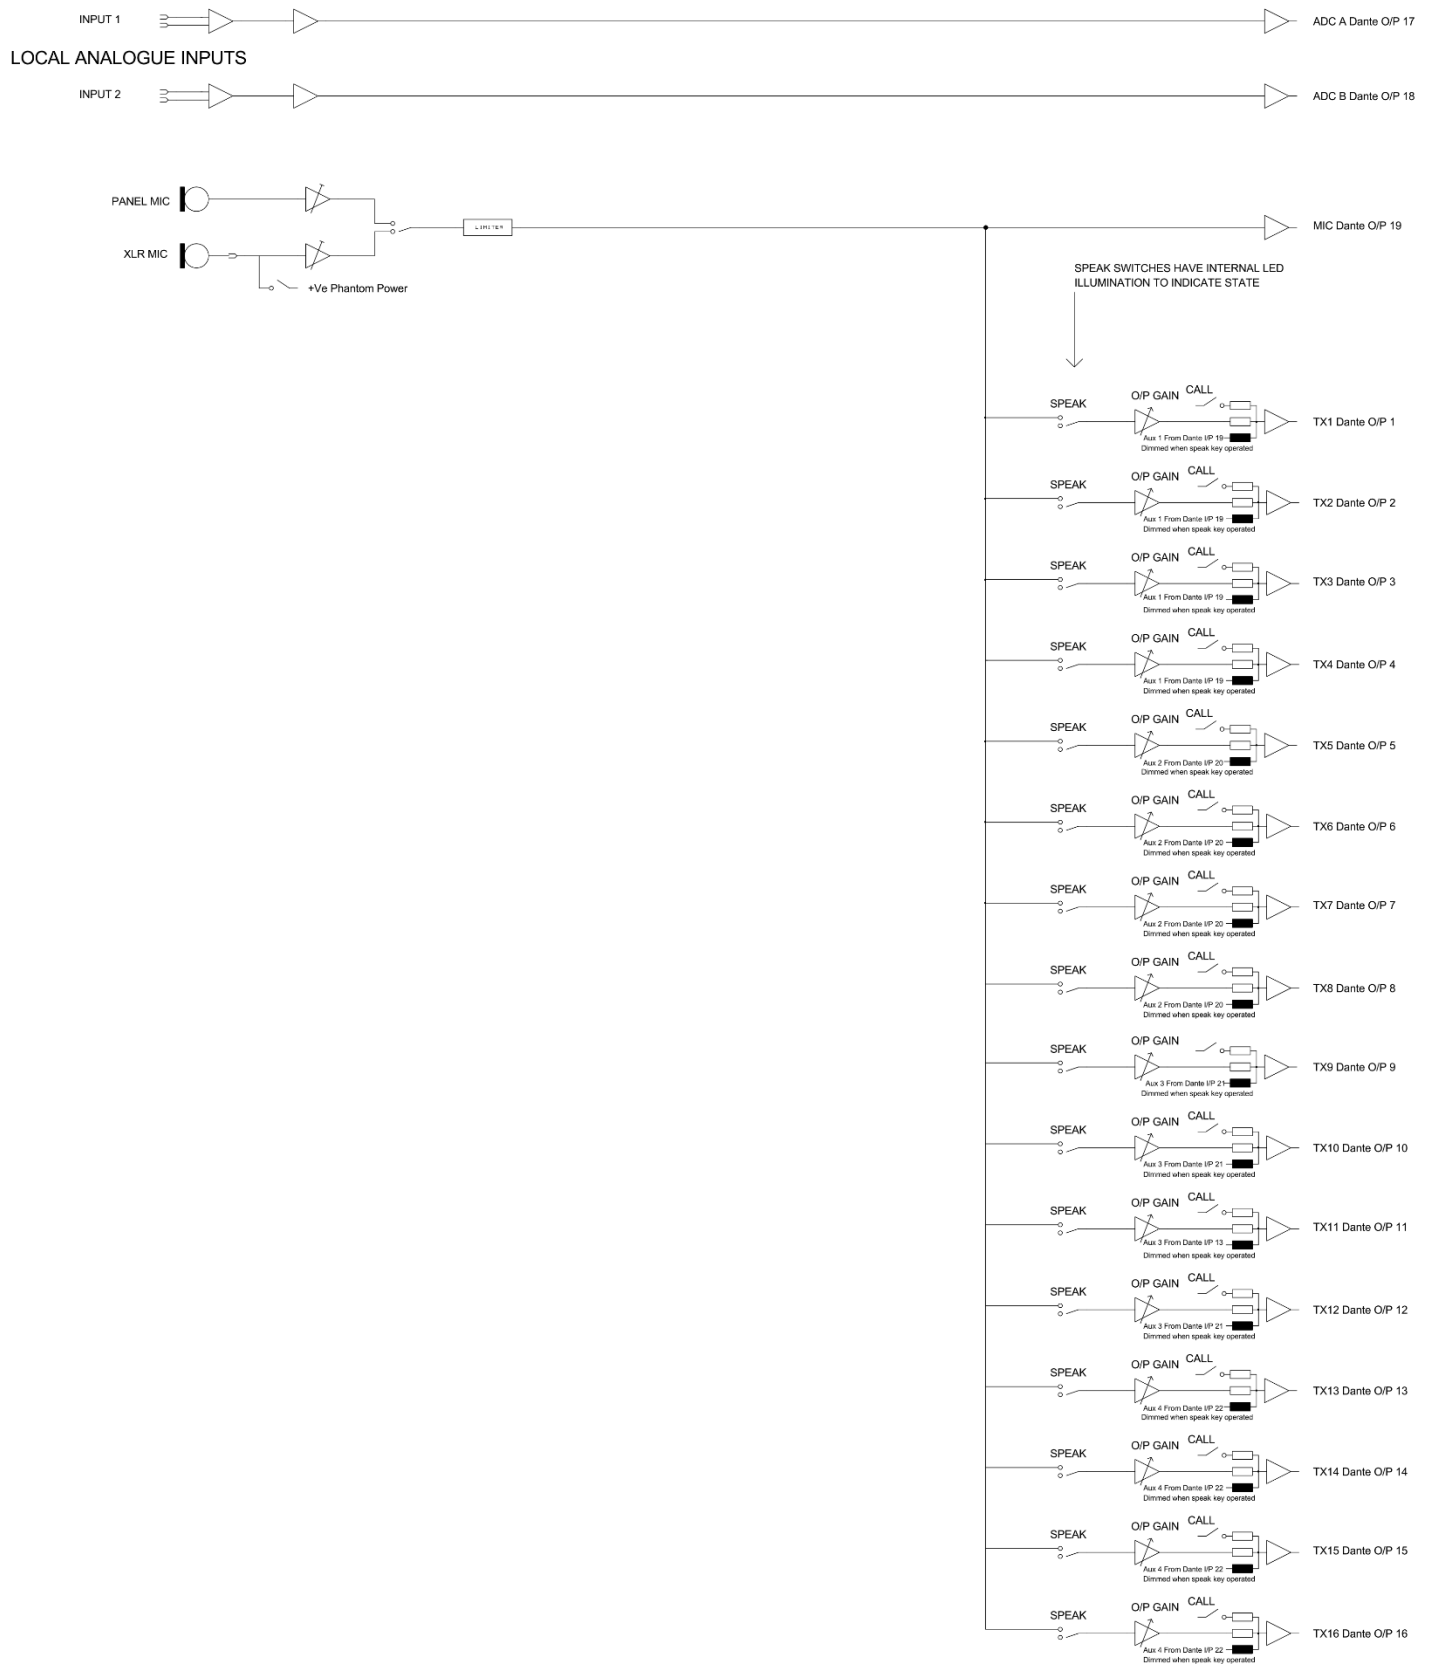 INPUT 1
ADC A Dante O/P 17
LOCAL ANALOGUE INPUTS
INPUT 2
ADC B Dante O/P 18
PANEL MIC
LIMITER
MIC Dante O/P 19
XLR MIC
+Ve Phantom Power
SPEAK SWITCHES HAVE INTERNAL LED
ILLUMINATION TO INDICATE STATE
SPEAK
O/P GAIN
CALL
TX1 Dante O/P 1
Aux 1 From Dante I/P 19
Dimmed when speak key operated
SPEAK
O/P GAIN
CALL
TX2 Dante O/P 2
Aux 1 From Dante I/P 19
Dimmed when speak key operated
SPEAK
O/P GAIN
CALL
TX3 Dante O/P 3
Aux 1 From Dante I/P 19
Dimmed when speak key operated
SPEAK
O/P GAIN
CALL
TX4 Dante O/P 4
Aux 1 From Dante I/P 19
Dimmed when speak key operated
SPEAK
O/P GAIN
CALL
TX5 Dante O/P 5
Aux 2 From Dante I/P 20
Dimmed when speak key operated
SPEAK
O/P GAIN
CALL
TX6 Dante O/P 6
Aux 2 From Dante I/P 20
Dimmed when speak key operated
SPEAK
O/P GAIN
CALL
TX7 Dante O/P 7
Aux 2 From Dante I/P 20
Dimmed when speak key operated
SPEAK
O/P GAIN
CALL
TX8 Dante O/P 8
Aux 2 From Dante I/P 20
Dimmed when speak key operated
SPEAK
O/P GAIN
TX9 Dante O/P 9
Aux 3 From Dante I/P 21
Dimmed when speak key operated
SPEAK
O/P GAIN
CALL
TX10 Dante O/P 10
Aux 3 From Dante I/P 21
Dimmed when speak key operated
SPEAK
O/P GAIN
CALL
TX11 Dante O/P 11
Aux 3 From Dante I/P 13
Dimmed when speak key operated
SPEAK
O/P GAIN
CALL
TX12 Dante O/P 12
Aux 3 From Dante I/P 21
Dimmed when speak key operated
SPEAK
O/P GAIN
CALL
TX13 Dante O/P 13
Aux 4 From Dante I/P 22
Dimmed when speak key operated
SPEAK
O/P GAIN
CALL
TX14 Dante O/P 14
Aux 4 From Dante I/P 22
Dimmed when speak key operated
SPEAK
O/P GAIN
CALL
TX15 Dante O/P 15
Aux 4 From Dante I/P 22
Dimmed when speak key operated
SPEAK
O/P GAIN
CALL
TX16 Dante O/P 16
Aux 4 From Dante I/P 22
Dimmed when speak key operated